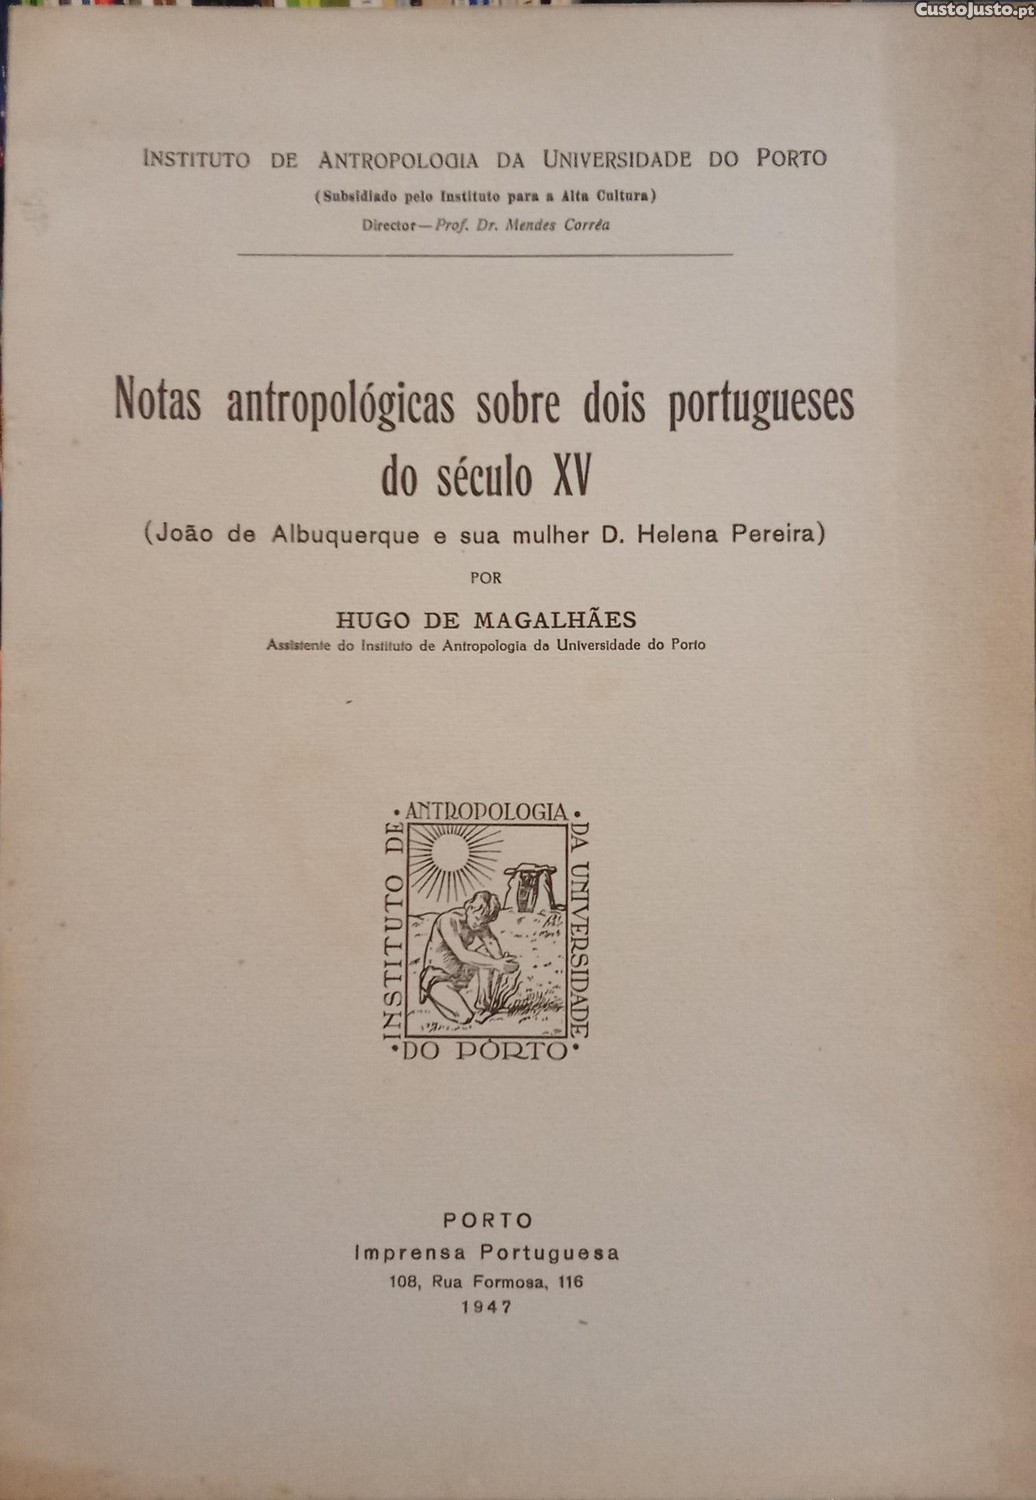 CustoJusto.pt
INSTITUTO DE ANTROPOLOGIA DA UNIVERSIDADE DO PORTO
(Subsidiado pelo Instituto para a Alta Cultura)
Director—Prof. Dr. Mendes Corrêa
Notas antropológicas sobre dois portugueses
do século XV
(João de Albuquerque e sua mulher D. Helena Pereira)
POR
HUGO DE MAGALHÃES
Assistente do Instituto de Antropologia da Universidade do Porto
INSTITUTO DE
• ANTROPOLOGIA •
DA UNIVERSIDADE
• DO PÔRTO •
PORTO
Imprensa Portuguesa
108, Rua Formosa, 116
1947